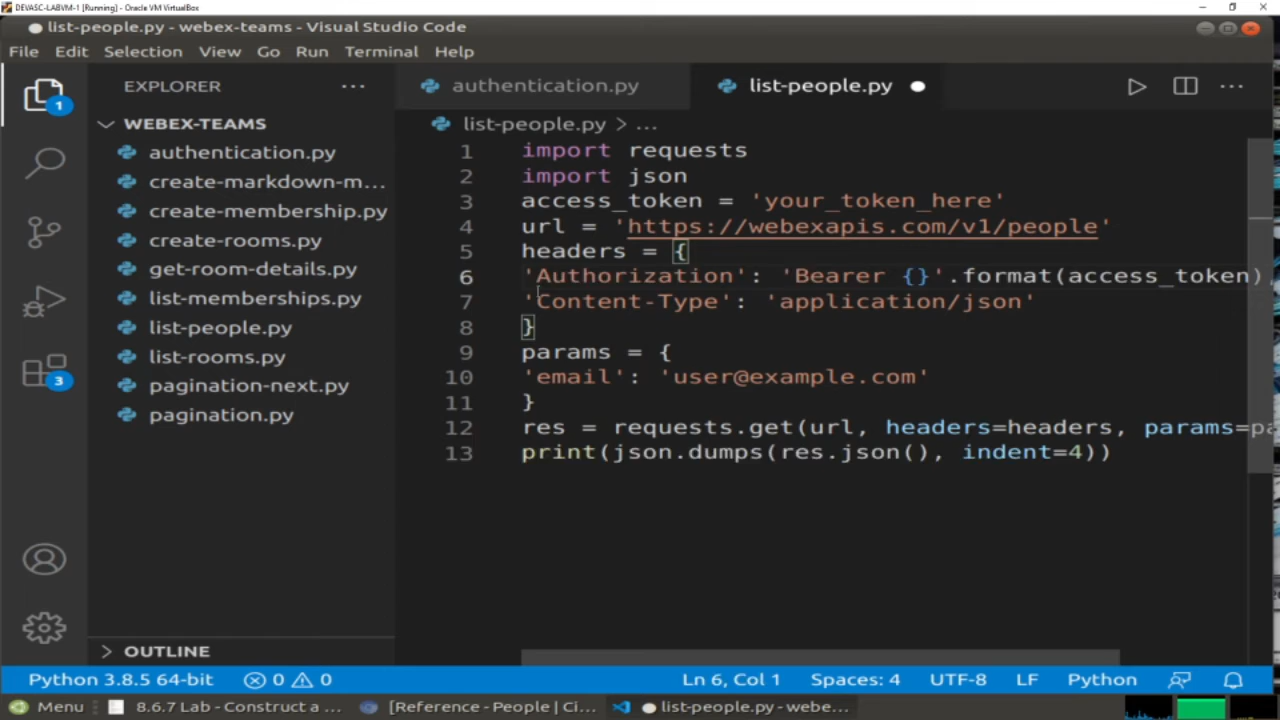 DEVASC-LABVM-1 [Running] - Oracle VM VirtualBox
list-people.py - webex-teams - Visual Studio Code
File Edit Selection View Go Run Terminal Help
EXPLORER ... authentication.py list-people.py ...
WEBEX-TEAMS
list-people.py > ...
authentication.py
create-markdown-m...
create-membership.py
create-rooms.py
get-room-details.py
list-memberships.py
list-people.py
list-rooms.py
pagination-next.py
pagination.py
1 import requests
2 import json
3 access_token = 'your_token_here'
4 url = 'https://webexapis.com/v1/people'
5 headers = {
6 'Authorization': 'Bearer {}'.format(access_token),
7 'Content-Type': 'application/json'
8 }
9 params = {
10 'email': 'user@example.com'
11 }
12 res = requests.get(url, headers=headers, params=pa
13 print(json.dumps(res.json(), indent=4))
1
3
OUTLINE
Python 3.8.5 64-bit 0 0 Ln 6, Col 1 Spaces: 4 UTF-8 LF Python
Menu 8.6.7 Lab - Construct a ... [Reference - People | Ci... list-people.py - webe...